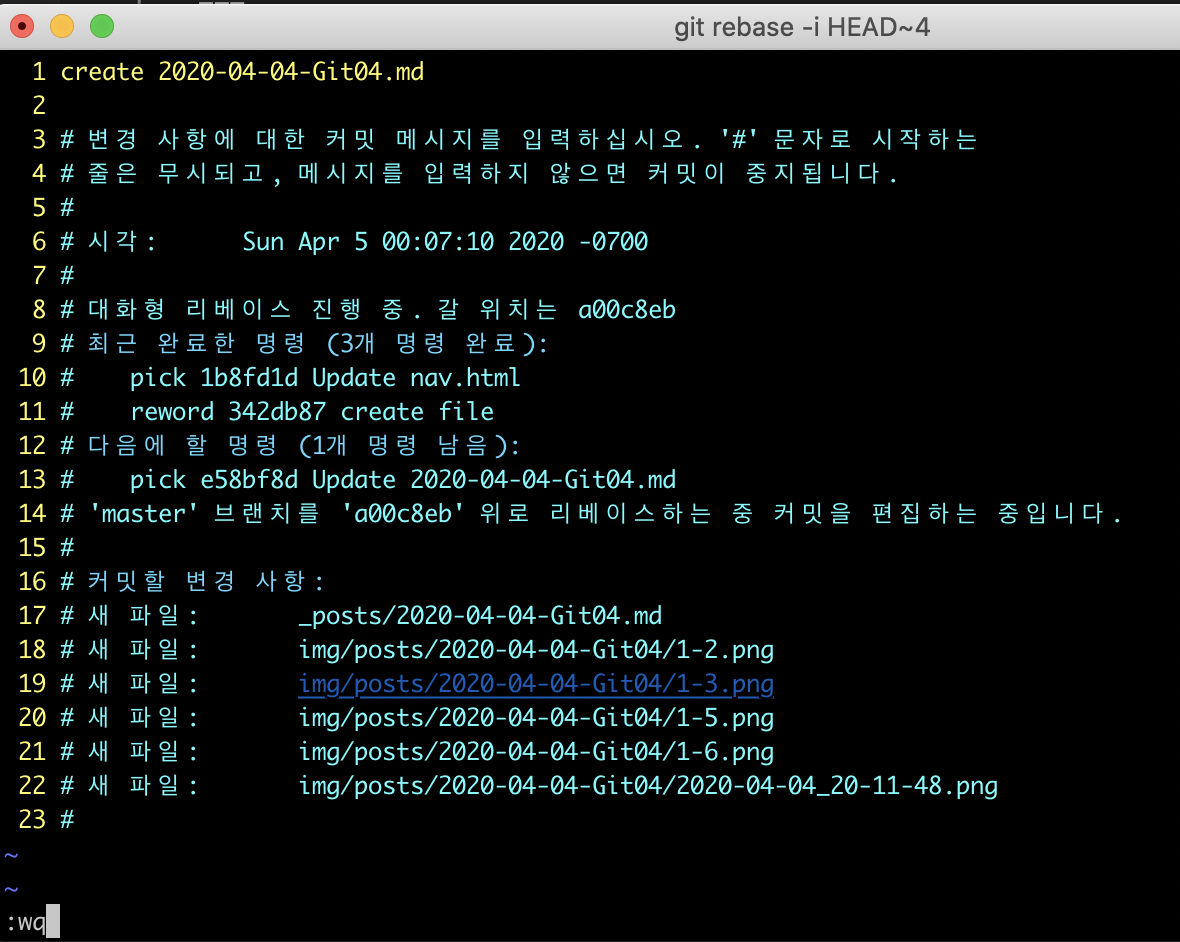 git rebase -i HEAD~4
1 create 2020-04-04-Git04.md
2
3 # 변경 사항에 대한 커밋 메시지를 입력하십시오. '#' 문자로 시작하는
4 # 줄은 무시되고, 메시지를 입력하지 않으면 커밋이 중지됩니다.
5 #
6 # 시각:      Sun Apr 5 00:07:10 2020 -0700
7 #
8 # 대화형 리베이스 진행 중. 갈 위치는 a00c8eb
9 # 최근 완료한 명령 (3개 명령 완료):
10 #    pick 1b8fd1d Update nav.html
11 #    reword 342db87 create file
12 # 다음에 할 명령 (1개 명령 남음):
13 #    pick e58bf8d Update 2020-04-04-Git04.md
14 # 'master' 브랜치를 'a00c8eb' 위로 리베이스하는 중 커밋을 편집하는 중입니다.
15 #
16 # 커밋할 변경 사항:
17 # 새 파일:       _posts/2020-04-04-Git04.md
18 # 새 파일:       img/posts/2020-04-04-Git04/1-2.png
19 # 새 파일:       img/posts/2020-04-04-Git04/1-3.png
20 # 새 파일:       img/posts/2020-04-04-Git04/1-5.png
21 # 새 파일:       img/posts/2020-04-04-Git04/1-6.png
22 # 새 파일:       img/posts/2020-04-04-Git04/2020-04-04_20-11-48.png
23 #
~
~
:wq